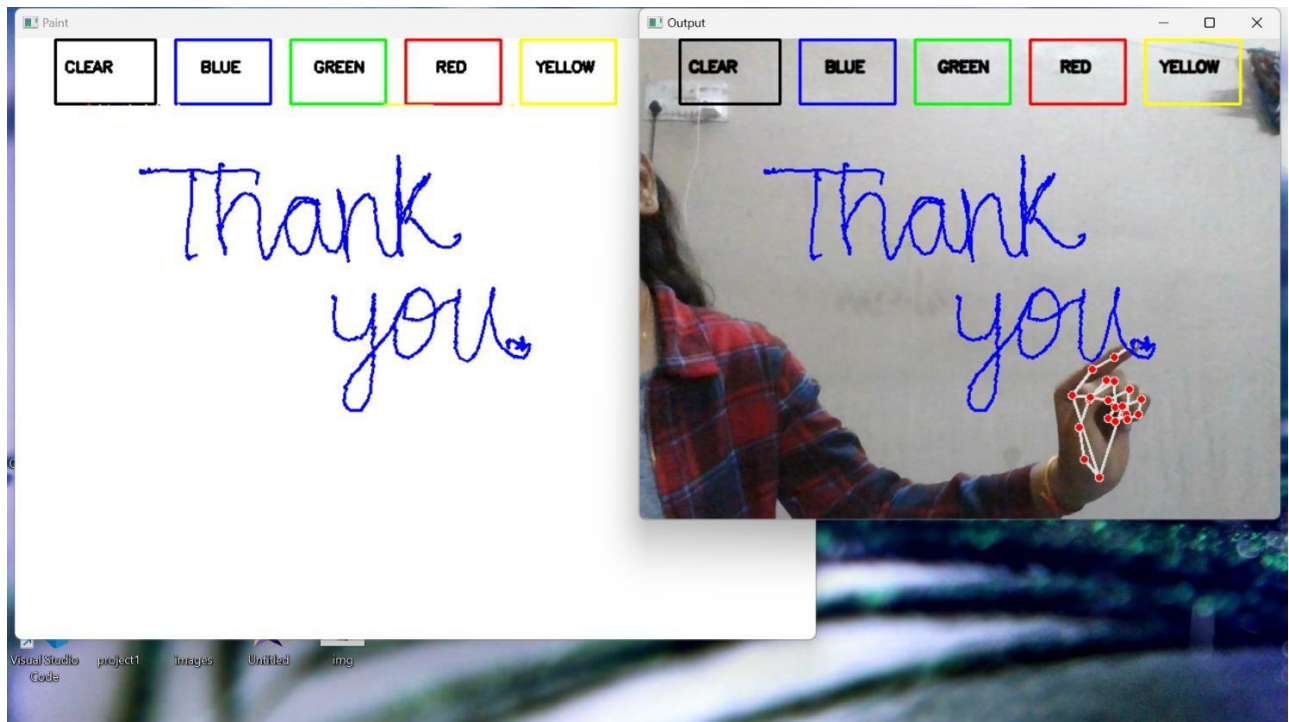 Paint
CLEAR BLUE GREEN RED YELLOW
Thank
you
Output
CLEAR BLUE GREEN RED YELLOW
Thank
you
Visual Studio Code project1 images Untitled img